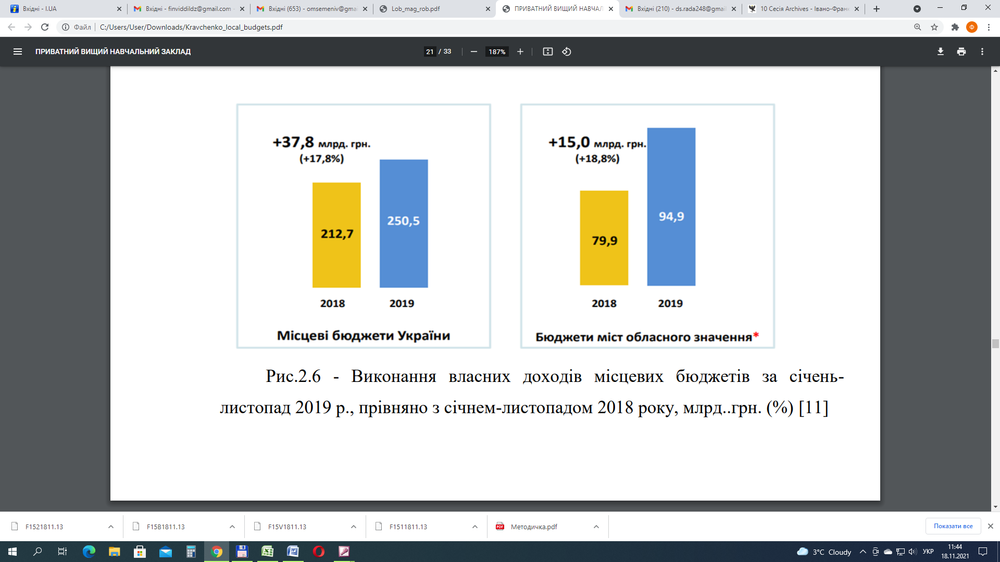 Вхідні - I.UA
Вхідні - finviddildz@gmail.com -
Вхідні (653) - omsemeniv@gmai
Lob_mag_rob.pdf
ПРИВАТНИЙ ВИЩИЙ НАВЧАЛ
Вхідні (210) - ds.rada248@gmail
10 Сесія Archives - Івано-Франк
Файл
C:/Users/User/Downloads/Kravchenko_local_budgets.pdf
Ф
ПРИВАТНИЙ ВИЩИЙ НАВЧАЛЬНИЙ ЗАКЛАД
21 / 33
187%
+37,8 млрд. грн.
(+17,8%)
212,7
250,5
2018
2019
Місцеві бюджети України
+15,0 млрд. грн.
(+18,8%)
79,9
94,9
2018
2019
Бюджети міст обласного значення*
Рис.2.6 - Виконання власних доходів місцевих бюджетів за січень-
листопад 2019 р., прівняно з січнем-листопадом 2018 року, млрд..грн. (%) [11]
F1521811.13
F15B1811.13
F15V1811.13
F1511811.13
PDF
Методичка.pdf
Показати все
3°C Cloudy
УКР
11:44
18.11.2021